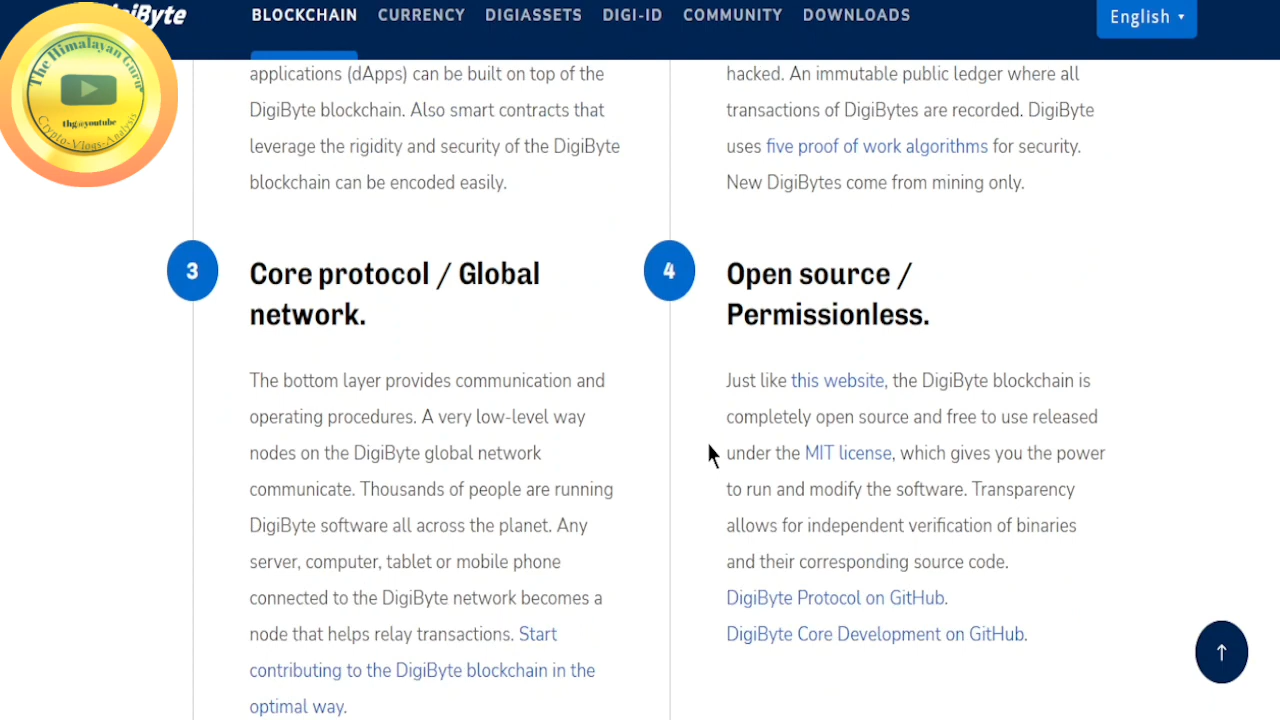 DigiByte
BLOCKCHAIN CURRENCY DIGIASSETS DIGI-ID COMMUNITY DOWNLOADS
English
The Himalayan Guru
thg@youtube
Crypto-Vlogs-Analysis
applications (dApps) can be built on top of the
DigiByte blockchain. Also smart contracts that
leverage the rigidity and security of the DigiByte
blockchain can be encoded easily.
hacked. An immutable public ledger where all
transactions of DigiBytes are recorded. DigiByte
uses five proof of work algorithms for security.
New DigiBytes come from mining only.
3
Core protocol / Global
network.
The bottom layer provides communication and
operating procedures. A very low-level way
nodes on the DigiByte global network
communicate. Thousands of people are running
DigiByte software all across the planet. Any
server, computer, tablet or mobile phone
connected to the DigiByte network becomes a
node that helps relay transactions. Start
contributing to the DigiByte blockchain in the
optimal way.
4
Open source /
Permissionless.
Just like this website, the DigiByte blockchain is
completely open source and free to use released
under the MIT license, which gives you the power
to run and modify the software. Transparency
allows for independent verification of binaries
and their corresponding source code.
DigiByte Protocol on GitHub.
DigiByte Core Development on GitHub.